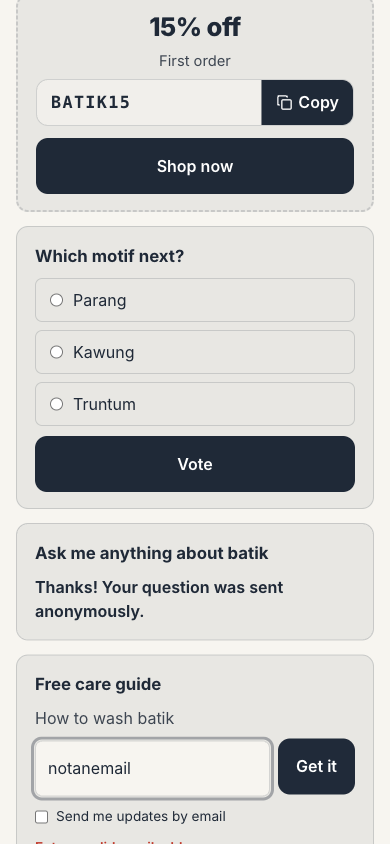 15% off
First order
BATIK15
Copy
Shop now
Which motif next?
Parang
Kawung
Truntum
Vote
Ask me anything about batik
Thanks! Your question was sent
anonymously.
Free care guide
How to wash batik
notanemail
Get it
Send me updates by email